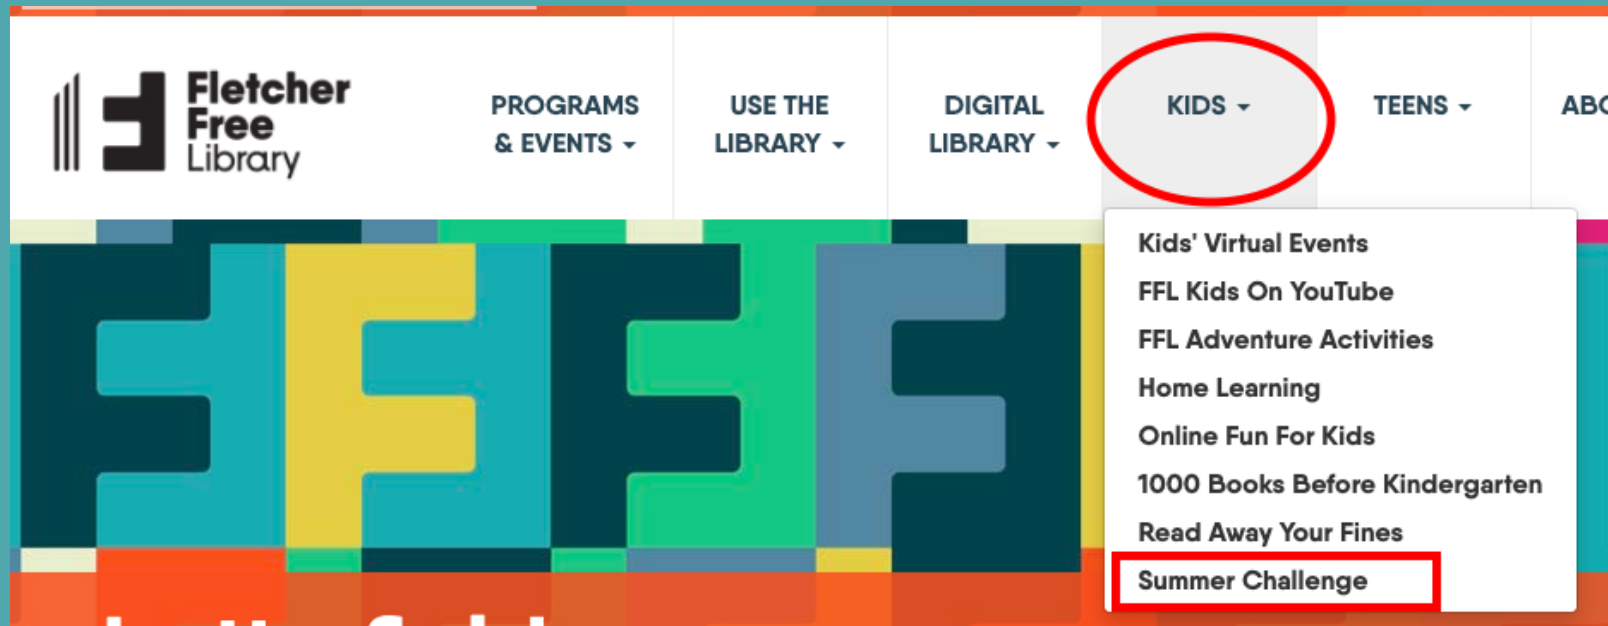 Fletcher
Free
Library
PROGRAMS
& EVENTS
USE THE
LIBRARY
DIGITAL
LIBRARY
KIDS
TEENS
Kids' Virtual Events
FFL Kids On YouTube
FFL Adventure Activities
Home Learning
Online Fun For Kids
1000 Books Before Kindergarten
Read Away Your Fines
Summer Challenge